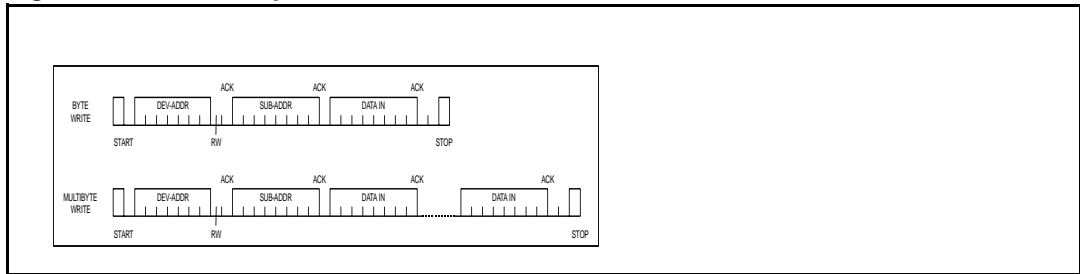 ACK ACK ACK
BYTE WRITE DEV-ADDR SUB-ADDR DATA IN
START RW STOP
ACK ACK ACK ACK
MULTIBYTE WRITE DEV-ADDR SUB-ADDR DATA IN DATA IN
START RW STOP